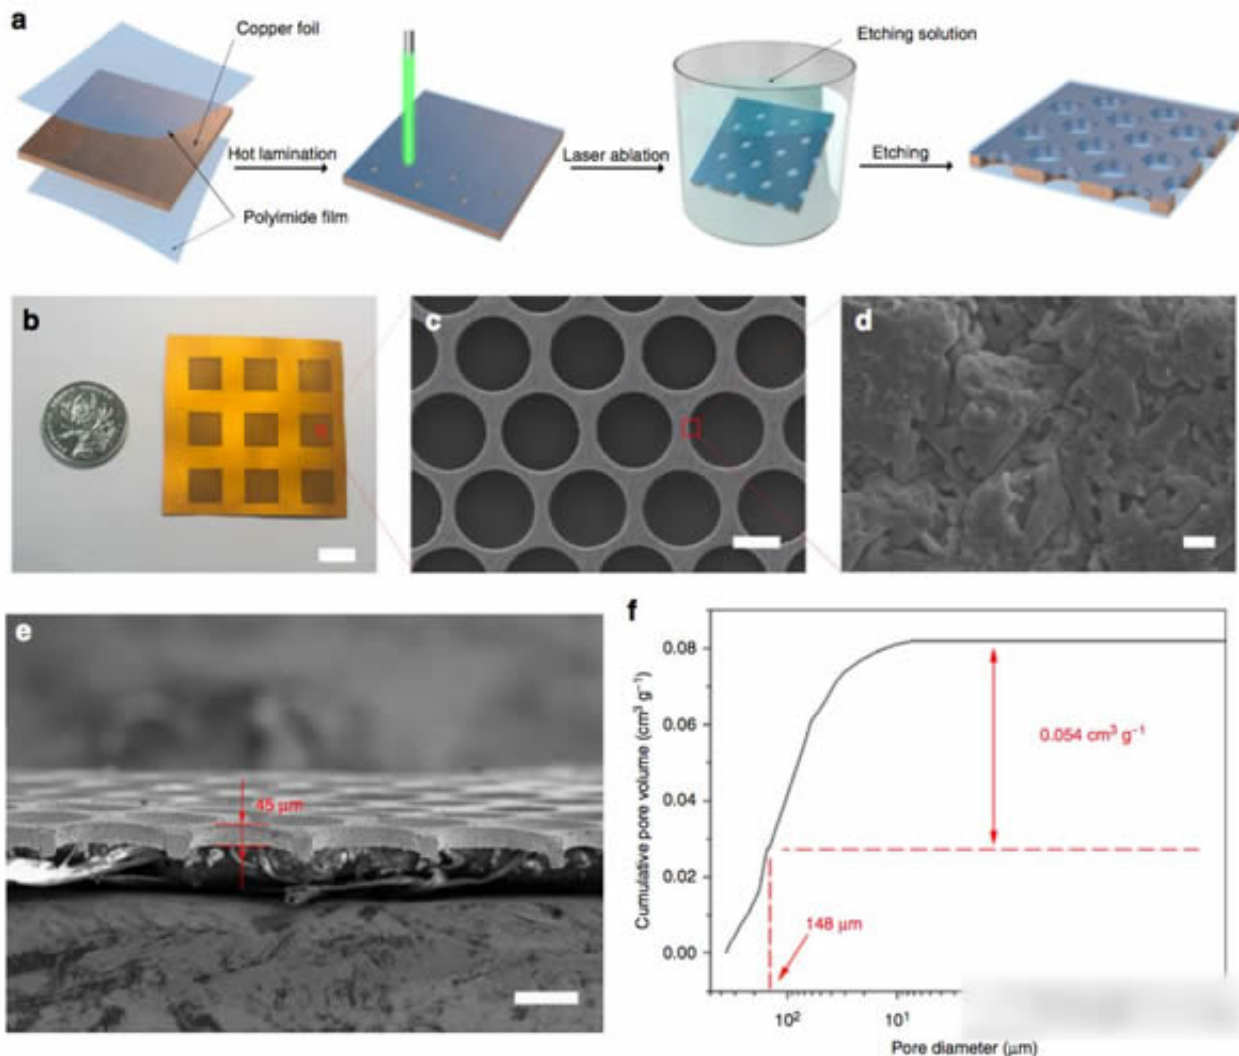 a
Copper foil
Etching solution
Hot lamination
Laser ablation
Etching
Polyimide film
b
c
d
e
45 µm
f
Cumulative pore volume (cm³ g⁻¹)
0.08
0.06
0.04
0.02
0.00
0.054 cm³ g⁻¹
148 µm
10²
10¹
Pore diameter (µm)